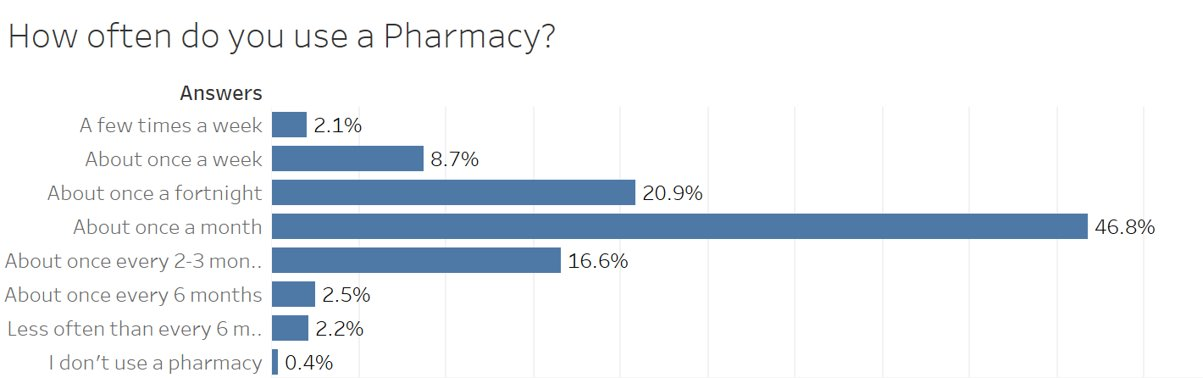 How often do you use a Pharmacy?
Answers
A few times a week 2.1%
About once a week 8.7%
About once a fortnight 20.9%
About once a month 46.8%
About once every 2-3 mon.. 16.6%
About once every 6 months 2.5%
Less often than every 6 m.. 2.2%
I don’t use a pharmacy 0.4%